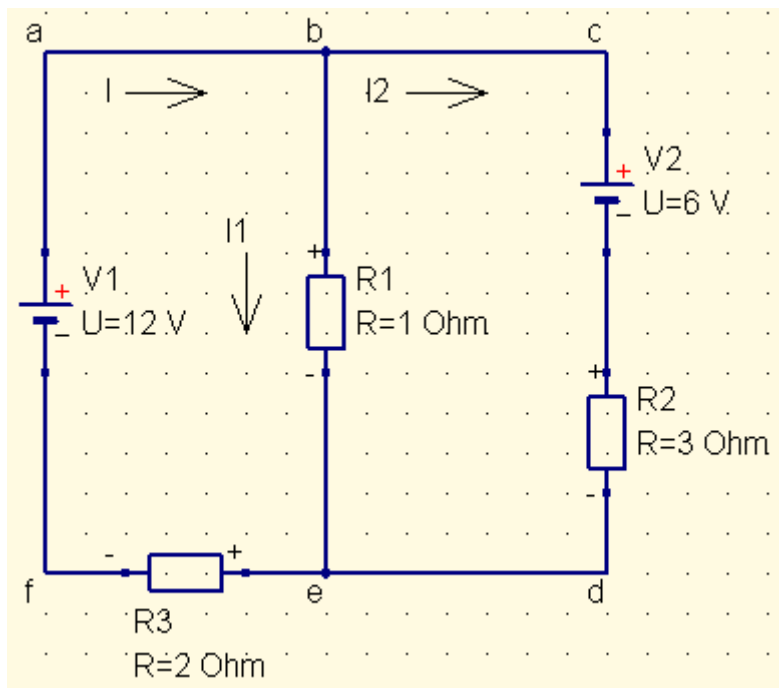 a b c
I I2
V2
+
U=6 V
_
I1
+
V1
+
R1
U=12 V
_
R=1 Ohm
-
+
R2
R=3 Ohm
-
- +
f e d
R3
R=2 Ohm